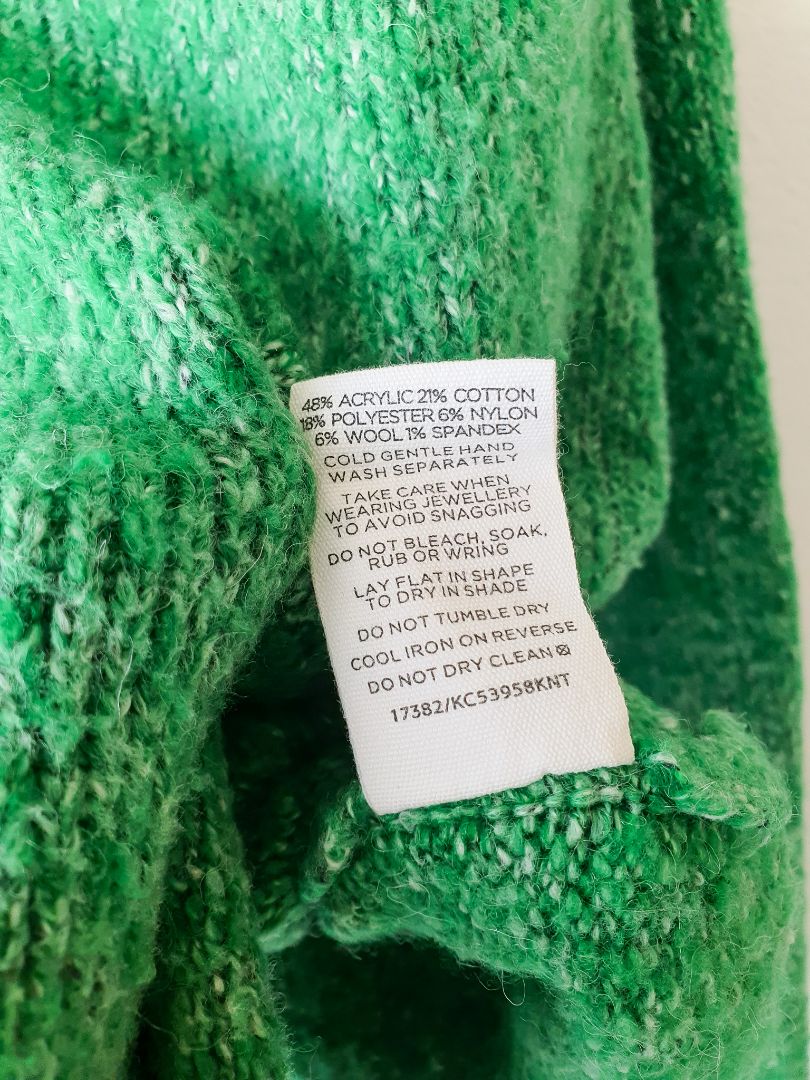 48% ACRYLIC 21% COTTON
18% POLYESTER 6% NYLON
6% WOOL 1% SPANDEX
COLD GENTLE HAND
WASH SEPARATELY
TAKE CARE WHEN
WEARING JEWELLERY
TO AVOID SNAGGING
DO NOT BLEACH, SOAK,
RUB OR WRING
LAY FLAT IN SHAPE
TO DRY IN SHADE
DO NOT TUMBLE DRY
COOL IRON ON REVERSE
DO NOT DRY CLEAN
17382/KC53958KNT